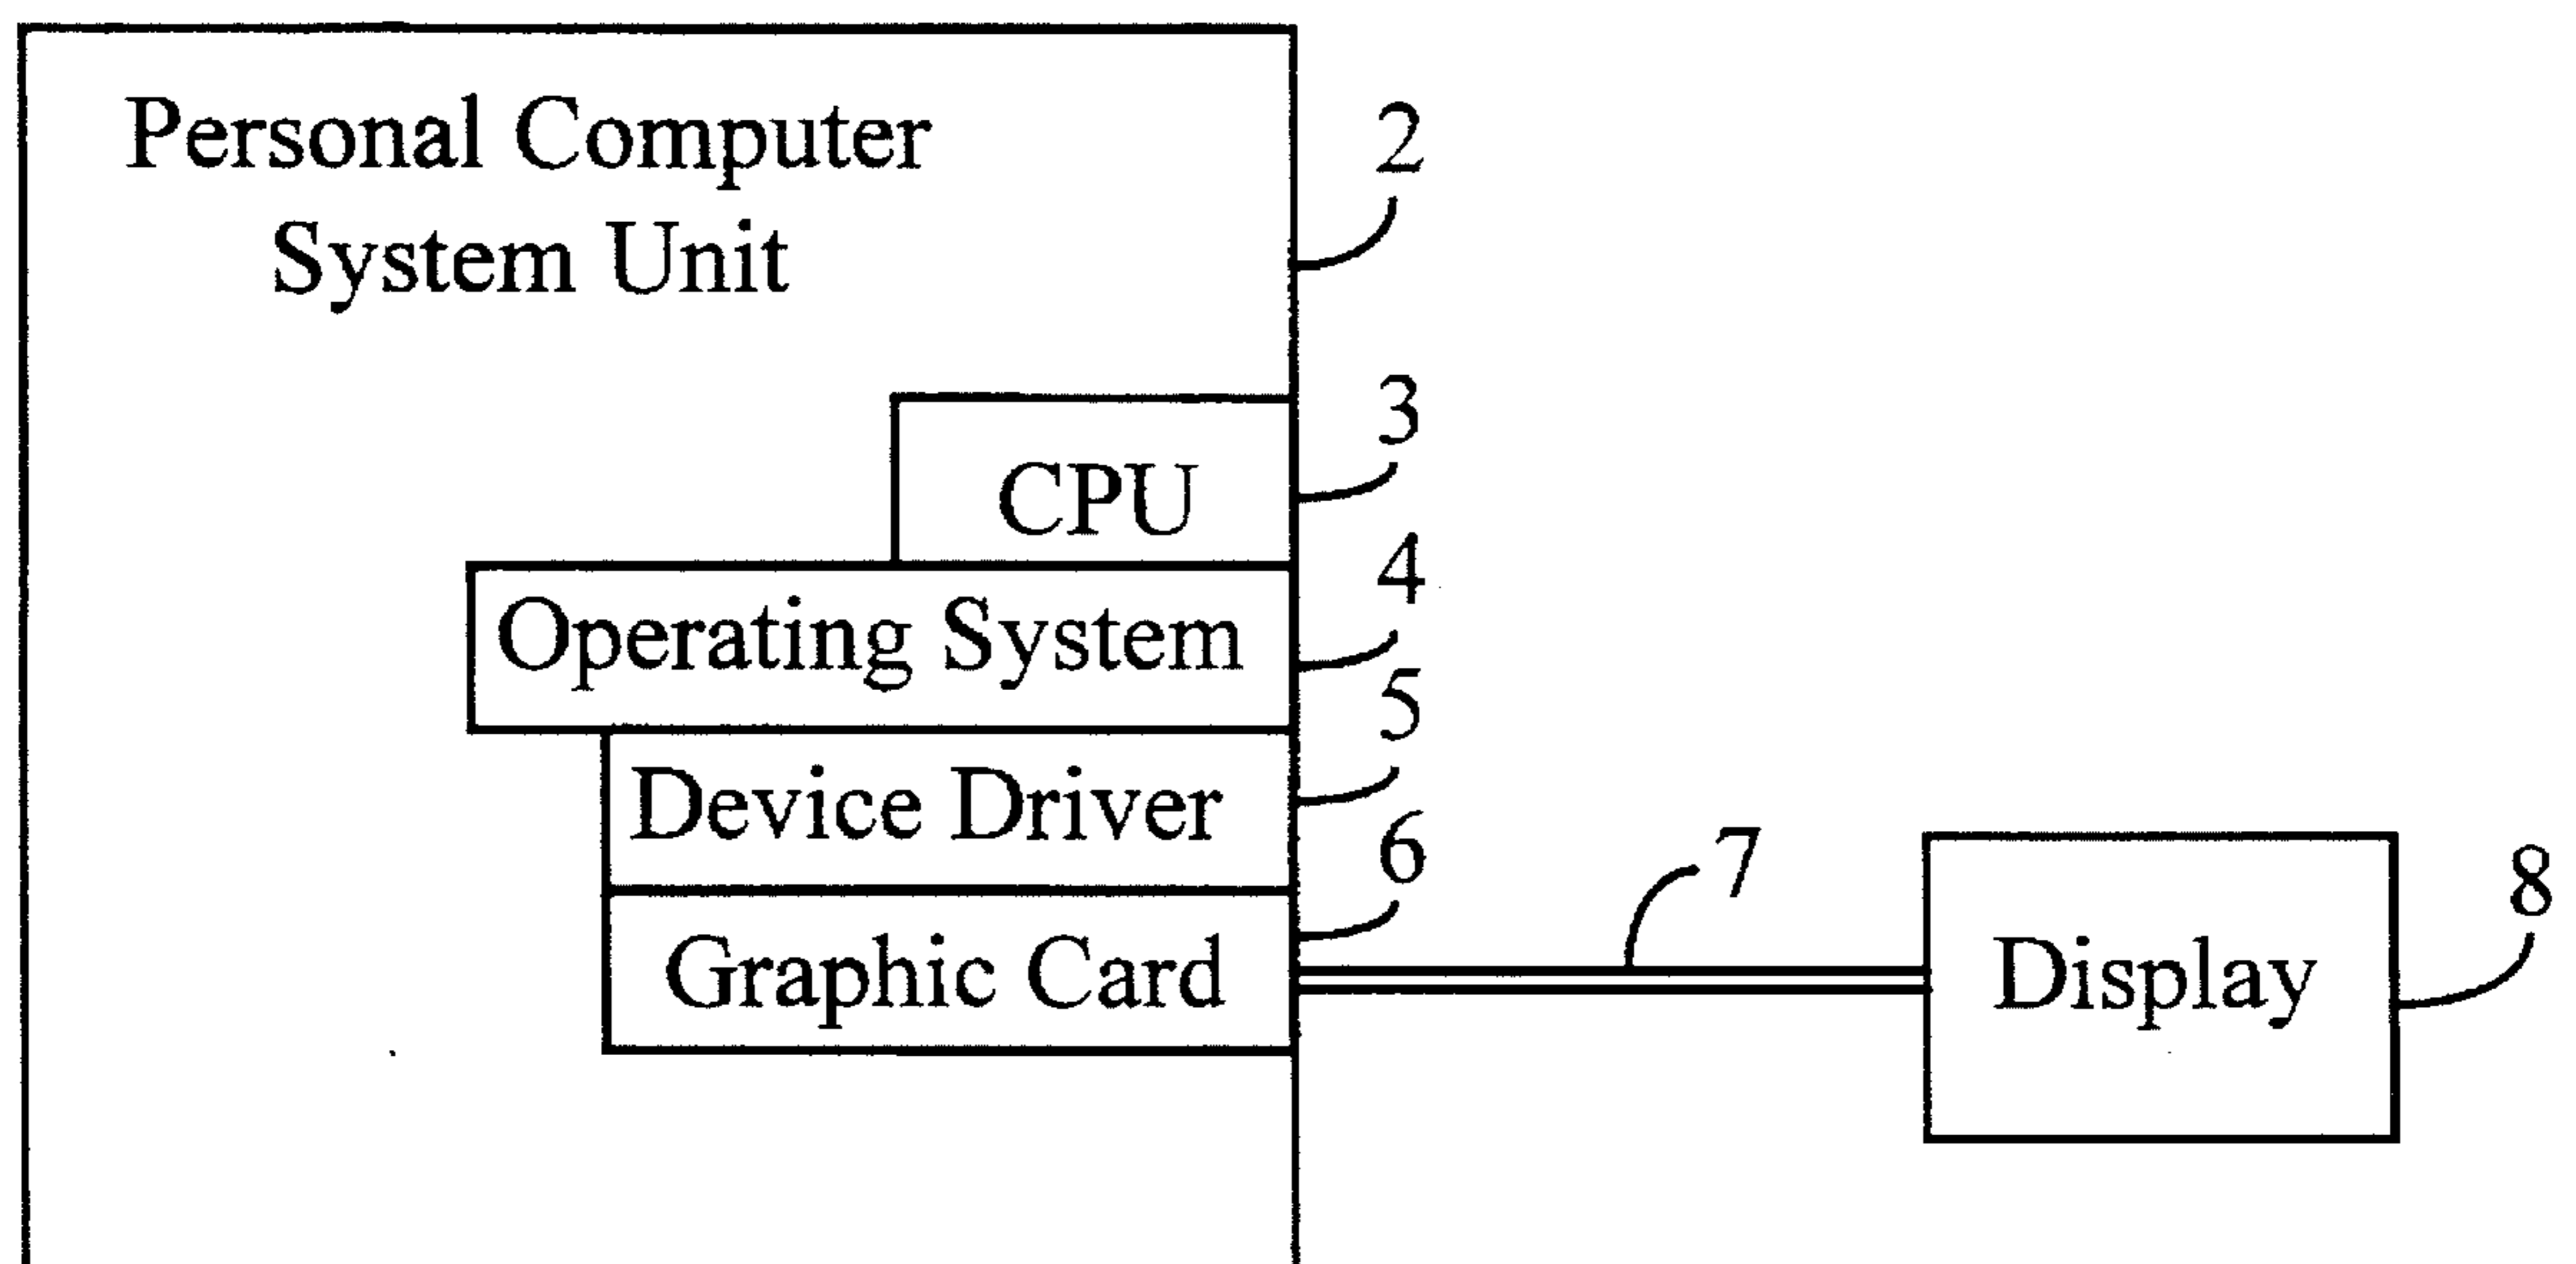 Personal Computer
System Unit
2
3
CPU
4
Operating System
5
Device Driver
6
7
8
Graphic Card
Display